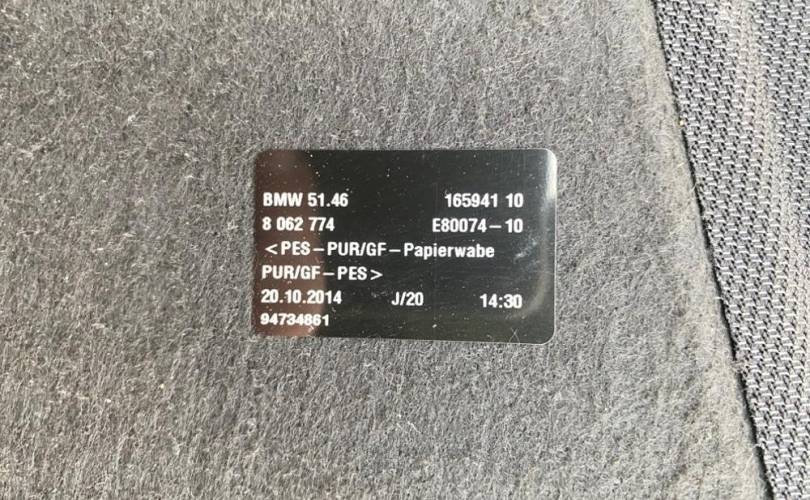 BMW 51.46 165941 10
8 062 774 E80074-10
<PES-PUR/GF-Papierwabe
PUR/GF-PES>
20.10.2014 J/20 14:30
94734861